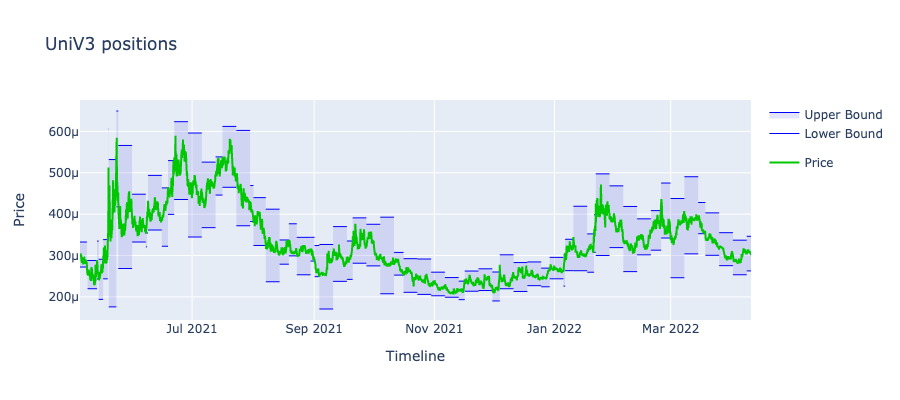 UniV3 positions
Upper Bound
Lower Bound
Price
600μ
500μ
400μ
300μ
200μ
Price
Jul 2021
Sep 2021
Nov 2021
Jan 2022
Mar 2022
Timeline